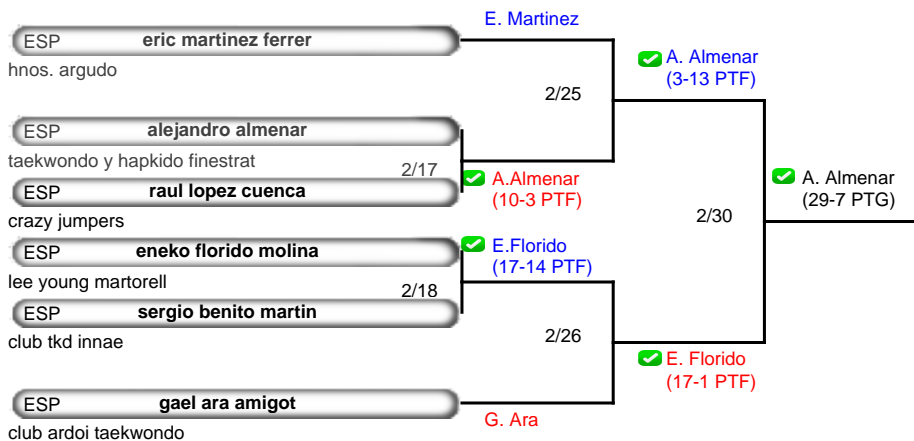 E. Martinez
ESP eric martinez ferrer
hnos. argudo
A. Almenar
(3-13 PTF)
2/25
ESP alejandro almenar
taekwondo y hapkido finestrat
2/17
A.Almenar
(10-3 PTF)
ESP raul lopez cuenca
crazy jumpers
A. Almenar
(29-7 PTG)
2/30
ESP eneko florido molina
lee young martorell
E.Florido
(17-14 PTF)
2/18
ESP sergio benito martin
club tkd innae
2/26
E. Florido
(17-1 PTF)
ESP gael ara amigot
club ardoi taekwondo
G. Ara